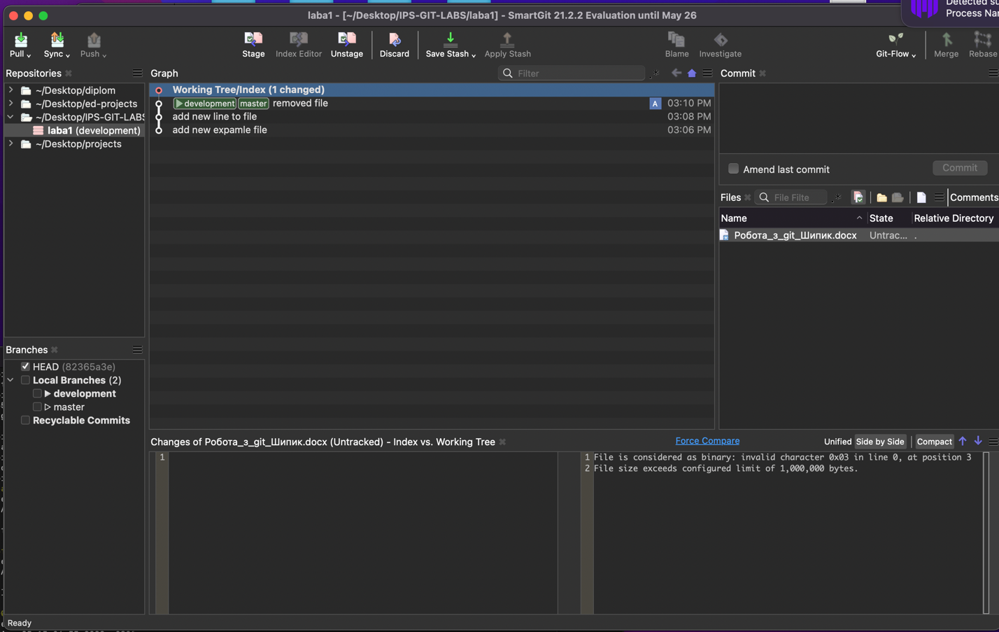 Detected su
Process Nar
laba1 - [~/Desktop/IPS-GIT-LABS/laba1] - SmartGit 21.2.2 Evaluation until May 26
Pull Sync Push Stage Index Editor Unstage Discard Save Stash Apply Stash Blame Investigate Git-Flow Merge Rebase
Repositories
~/Desktop/diplom
~/Desktop/ed-projects
~/Desktop/IPS-GIT-LABS
laba1 (development)
~/Desktop/projects
Graph Filter
Working Tree/Index (1 changed)
development master removed file A 03:10 PM
add new line to file 03:08 PM
add new expamle file 03:06 PM
Commit
Amend last commit Commit
Files File Filte Comments
Name State Relative Directory
Робота_з_git_Шипик.docx Untrac... .
Branches
HEAD (82365a3e)
Local Branches (2)
development
master
Recyclable Commits
Changes of Робота_з_git_Шипик.docx (Untracked) - Index vs. Working Tree Force Compare Unified Side by Side Compact
1
1 File is considered as binary: invalid character 0x03 in line 0, at position 3
2 File size exceeds configured limit of 1,000,000 bytes.
Ready